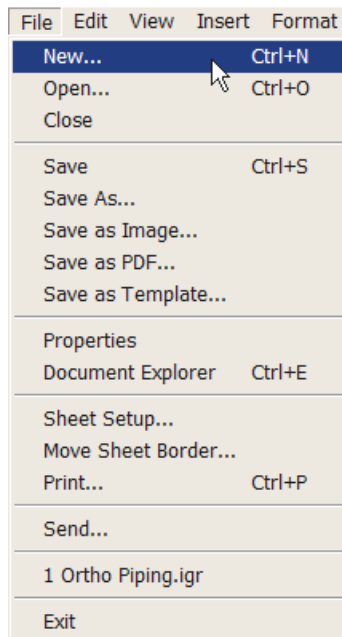 File Edit View Insert Format
New... Ctrl+N
Open... Ctrl+O
Close
Save Ctrl+S
Save As...
Save as Image...
Save as PDF...
Save as Template...
Properties
Document Explorer Ctrl+E
Sheet Setup...
Move Sheet Border...
Print... Ctrl+P
Send...
1 Ortho Piping.igr
Exit